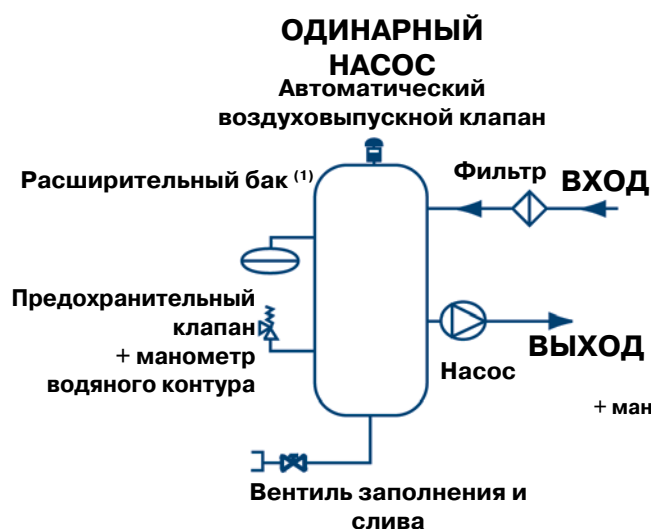 ОДИНАРНЫЙ
НАСОС
Автоматический
воздуховыпускной клапан
Расширительный бак (1)
Фильтр
ВХОД
Предохранительный
клапан
+ манометр
водяного контура
ВЫХОД
Насос
+ ман
Вентиль заполнения и
слива